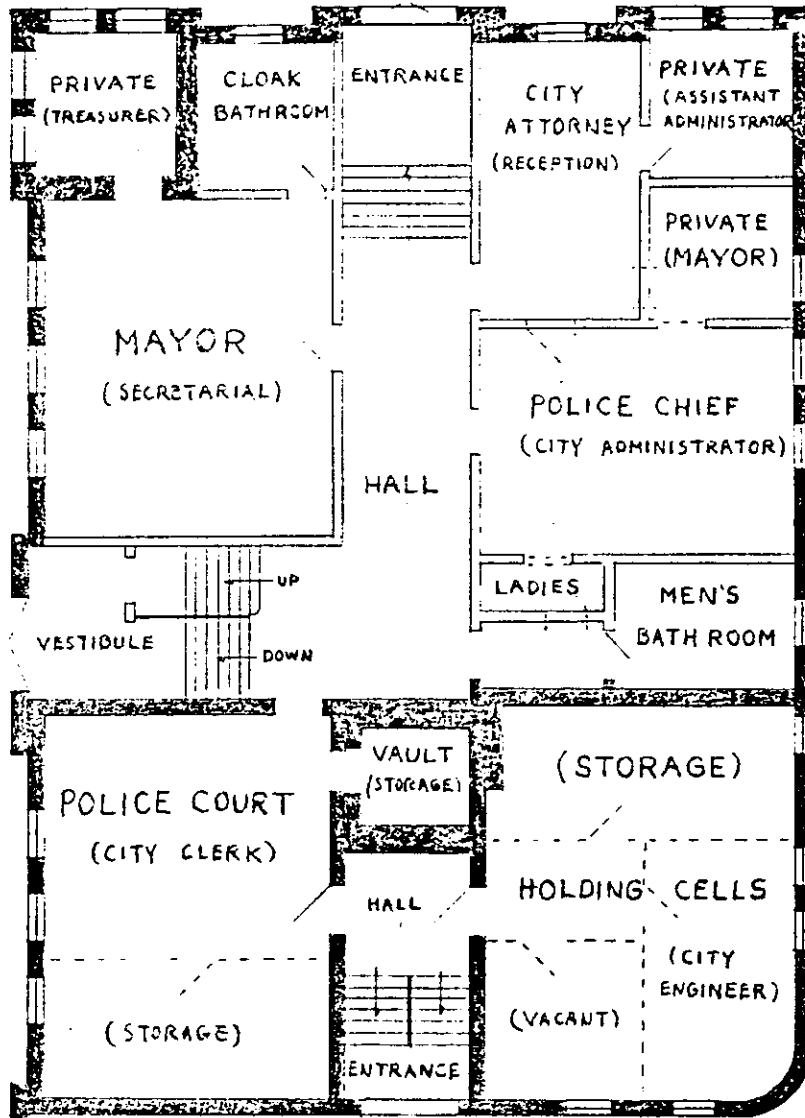 PRIVATE
(TREASURER)
CLOAK
BATHROOM
ENTRANCE
CITY
ATTORNEY
(RECEPTION)
PRIVATE
(ASSISTANT
ADMINISTRATOR
PRIVATE
(MAYOR)
MAYOR
(SECRETARIAL)
POLICE CHIEF
(CITY ADMINISTRATOR)
HALL
UP
DOWN
VESTIBULE
LADIES
MEN'S
BATH ROOM
VAULT
(STORAGE)
(STORAGE)
POLICE COURT
(CITY CLERK)
HALL
HOLDING CELLS
(CITY
ENGINEER)
(STORAGE)
(VACANT)
ENTRANCE